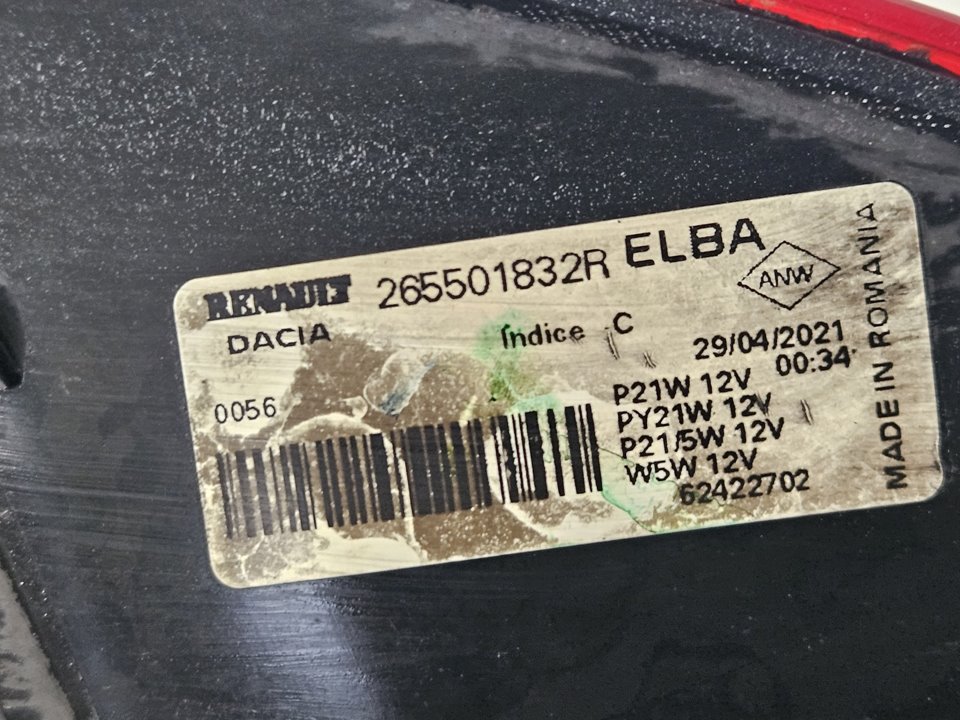 RENAULT 265501832R ELBA
ANW
DACIA Índice C
29/04/2021
00:34
0056
P21W 12V
PY21W 12V
P21/5W 12V
W5W 12V
62422702
MADE IN ROMANIA